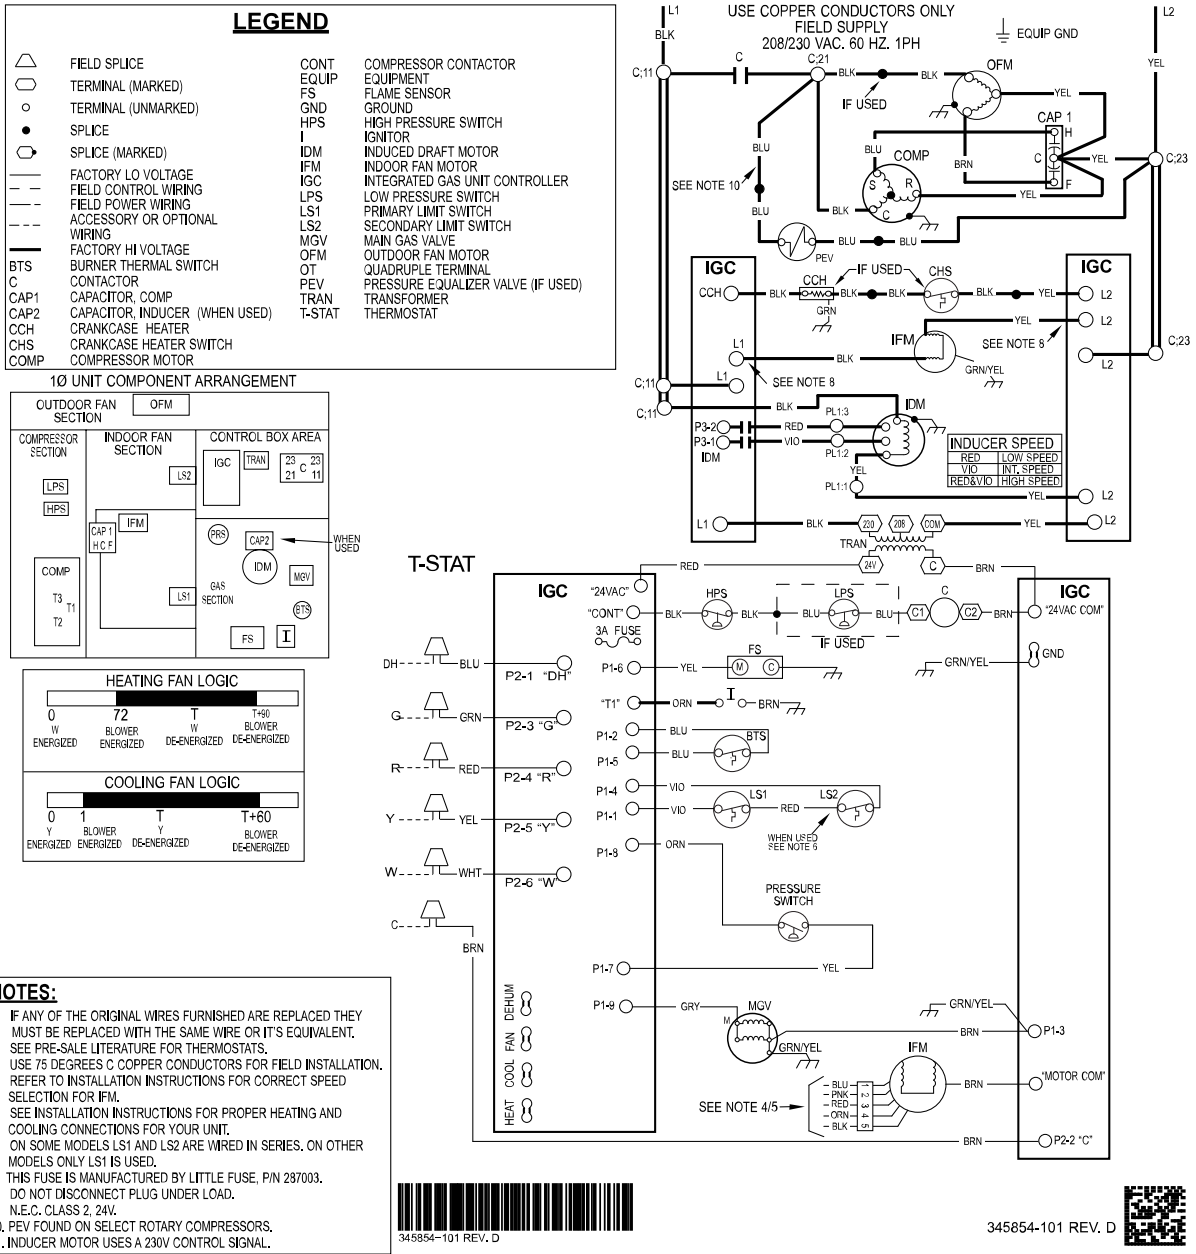 LEGEND
FIELD SPLICE
TERMINAL (MARKED)
TERMINAL (UNMARKED)
SPLICE
SPLICE (MARKED)
FACTORY LO VOLTAGE
FIELD CONTROL WIRING
FIELD POWER WIRING
ACCESSORY OR OPTIONAL
WIRING
FACTORY HI VOLTAGE
BTS BURNER THERMAL SWITCH
C CONTACTOR
CAP1 CAPACITOR, COMP
CAP2 CAPACITOR, INDUCER (WHEN USED)
CCH CRANKCASE HEATER
CHS CRANKCASE HEATER SWITCH
COMP COMPRESSOR MOTOR
CONT COMPRESSOR CONTACTOR
EQUIP EQUIPMENT
FS FLAME SENSOR
GND GROUND
HPS HIGH PRESSURE SWITCH
I IGNITOR
IDM INDUCED DRAFT MOTOR
IFM INDOOR FAN MOTOR
IGC INTEGRATED GAS UNIT CONTROLLER
LPS LOW PRESSURE SWITCH
LS1 PRIMARY LIMIT SWITCH
LS2 SECONDARY LIMIT SWITCH
MGV MAIN GAS VALVE
OFM OUTDOOR FAN MOTOR
OT QUADRUPLE TERMINAL
PEV PRESSURE EQUALIZER VALVE (IF USED)
TRAN TRANSFORMER
T-STAT THERMOSTAT
L1
BLK
USE COPPER CONDUCTORS ONLY
FIELD SUPPLY
208/230 VAC. 60 HZ. 1PH
EQUIP GND
L2
YEL
C;11
C
C;21
BLK
BLK
IF USED
OFM
YEL
CAP 1
H
C
F
YEL
C;23
BLU
BLU
COMP
BRN
SEE NOTE 10
S R
C
YEL
BLU
BLK
BLU
BLU
PEV
IGC
CCH
BLK
CCH
IF USED
BLK
BLK
CHS
BLK
YEL
L2
IGC
GRN
YEL
L2
IFM
SEE NOTE 8
L1
BLK
L2
C;23
GRN/YEL
C;11
L1
SEE NOTE 8
C;11
BLK
PL1:3
IDM
P3-2
RED
P3-1
VIO
IDM
PL1:2
INDUCER SPEED
RED LOW SPEED
VIO INT. SPEED
RED&VIO HIGH SPEED
YEL
PL1:1
YEL
L2
L1
BLK
230 208 COM
YEL
L2
TRAN
24V C
1Ø UNIT COMPONENT ARRANGEMENT
OUTDOOR FAN
SECTION
OFM
COMPRESSOR
SECTION
INDOOR FAN
SECTION
CONTROL BOX AREA
IGC
TRAN
23 C 23
21 11
LS2
LPS
HPS
CAP 1
H C F
IFM
PRS
CAP2
WHEN
USED
COMP
T3
T1
T2
IDM
MGV
GAS
SECTION
LS1
BTS
FS
I
HEATING FAN LOGIC
0 72 T T+90
W
ENERGIZED
BLOWER
ENERGIZED
W
DE-ENERGIZED
BLOWER
DE-ENERGIZED
COOLING FAN LOGIC
0 1 T T+60
Y
ENERGIZED
BLOWER
ENERGIZED
Y
DE-ENERGIZED
BLOWER
DE-ENERGIZED
T-STAT
IGC
"24VAC"
RED
BRN
IGC
"CONT"
BLK
HPS
BLK
BLU
LPS
BLU
C1
C
C2
BRN
"24VAC COM"
3A FUSE
IF USED
DH
BLU
P2-1 "DH"
P1-6
YEL
FS
M C
GRN/YEL
GND
"T1"
ORN
I
BRN
G
GRN
P2-3 "G"
P1-2
BLU
BTS
P1-5
BLU
R
RED
P2-4 "R"
P1-4
VIO
P1-1
VIO
LS1
RED
LS2
WHEN USED
SEE NOTE 6
Y
YEL
P2-5 "Y"
P1-8
ORN
W
WHT
P2-6 "W"
PRESSURE
SWITCH
C
BRN
P1-7
YEL
P1-9
GRY
MGV
M
GRN/YEL
GRN/YEL
BRN
P1-3
DEHUM
FAN
COOL
HEAT
IFM
SEE NOTE 4/5
BLU 1
PNK 2
RED 3
ORN 4
BLK 5
BRN
"MOTOR COM"
BRN
P2-2 "C"
NOTES:
IF ANY OF THE ORIGINAL WIRES FURNISHED ARE REPLACED THEY
MUST BE REPLACED WITH THE SAME WIRE OR IT'S EQUIVALENT.
SEE PRE-SALE LITERATURE FOR THERMOSTATS.
USE 75 DEGREES C COPPER CONDUCTORS FOR FIELD INSTALLATION.
REFER TO INSTALLATION INSTRUCTIONS FOR CORRECT SPEED
SELECTION FOR IFM.
SEE INSTALLATION INSTRUCTIONS FOR PROPER HEATING AND
COOLING CONNECTIONS FOR YOUR UNIT.
ON SOME MODELS LS1 AND LS2 ARE WIRED IN SERIES. ON OTHER
MODELS ONLY LS1 IS USED.
THIS FUSE IS MANUFACTURED BY LITTLE FUSE, P/N 287003.
DO NOT DISCONNECT PLUG UNDER LOAD.
N.E.C. CLASS 2, 24V.
. PEV FOUND ON SELECT ROTARY COMPRESSORS.
. INDUCER MOTOR USES A 230V CONTROL SIGNAL.
345854-101 REV. D
345854-101 REV. D